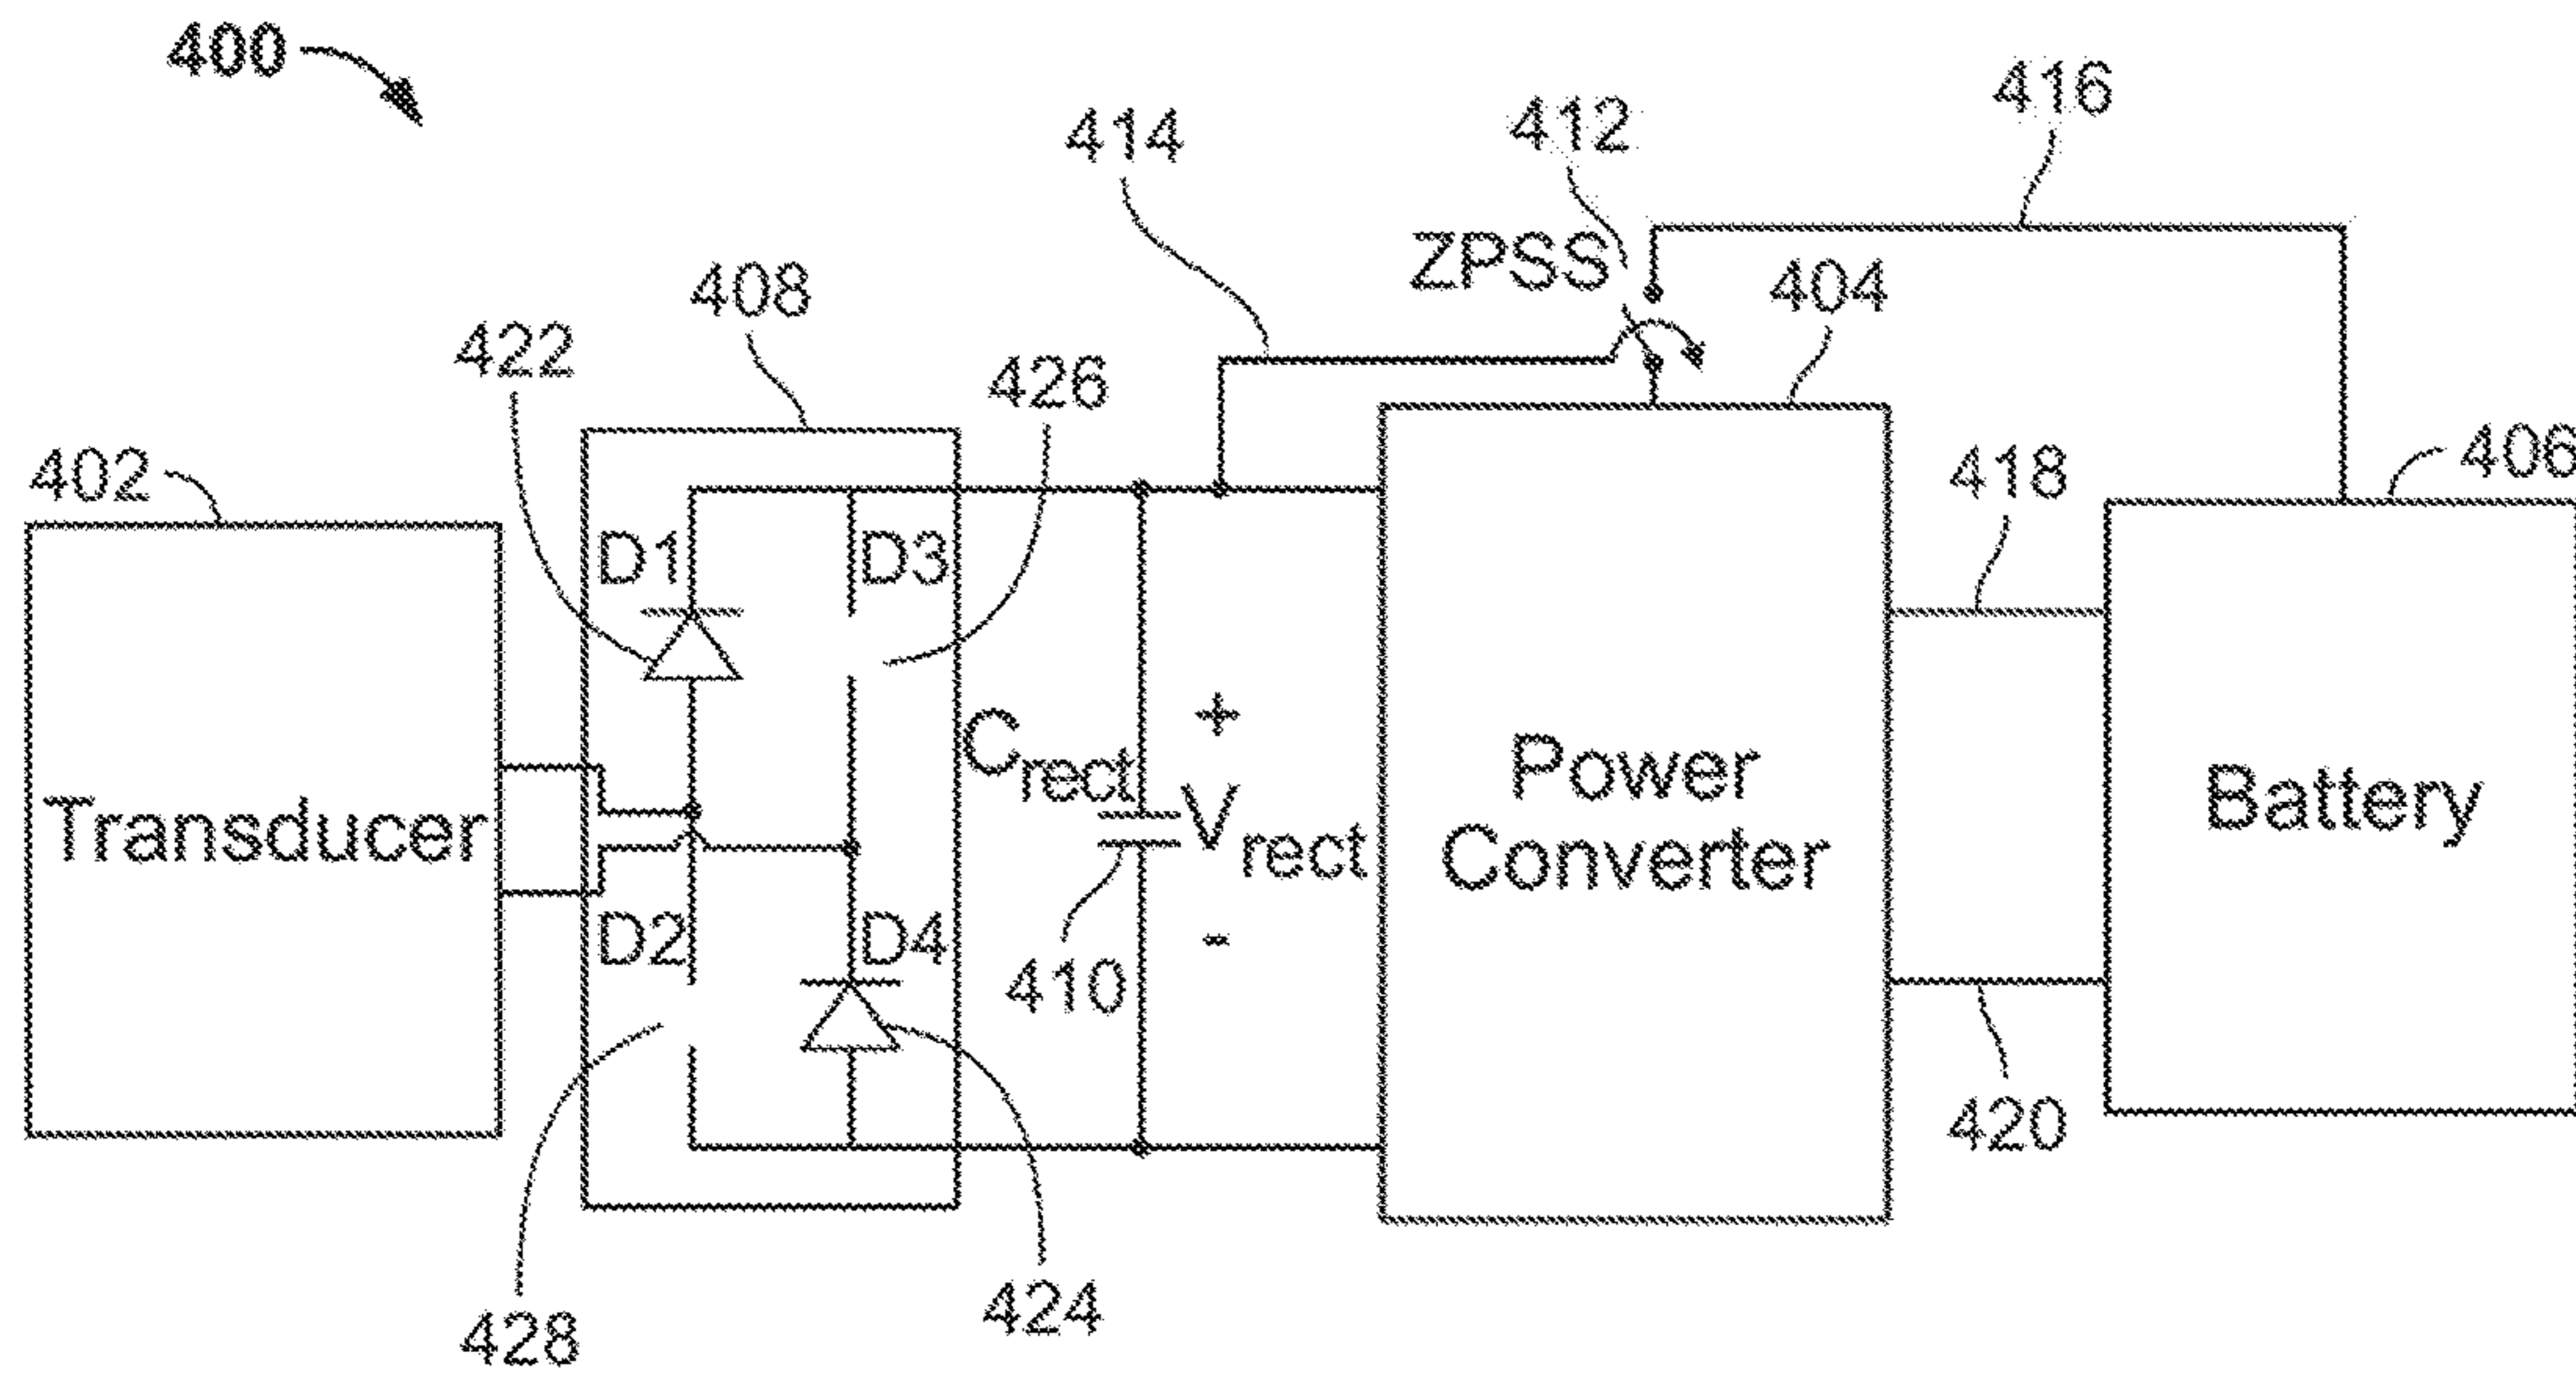 400
416
414
412
ZPSS
404
408
422
426
402
418
406
D1
D3
Crect
+
Vrect
-
Transducer
Power
Converter
Battery
D2
D4
410
420
428
424